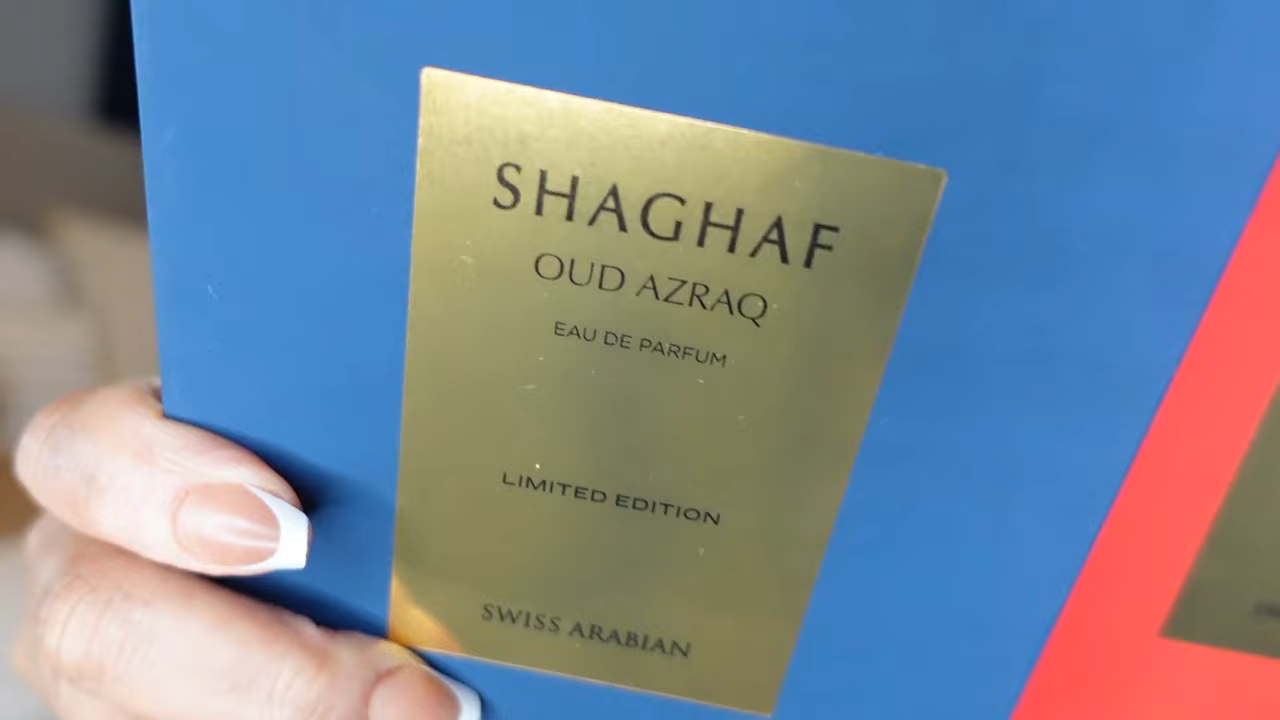 SHAGHAF
OUD AZRAQ
EAU DE PARFUM
LIMITED EDITION
SWISS ARABIAN